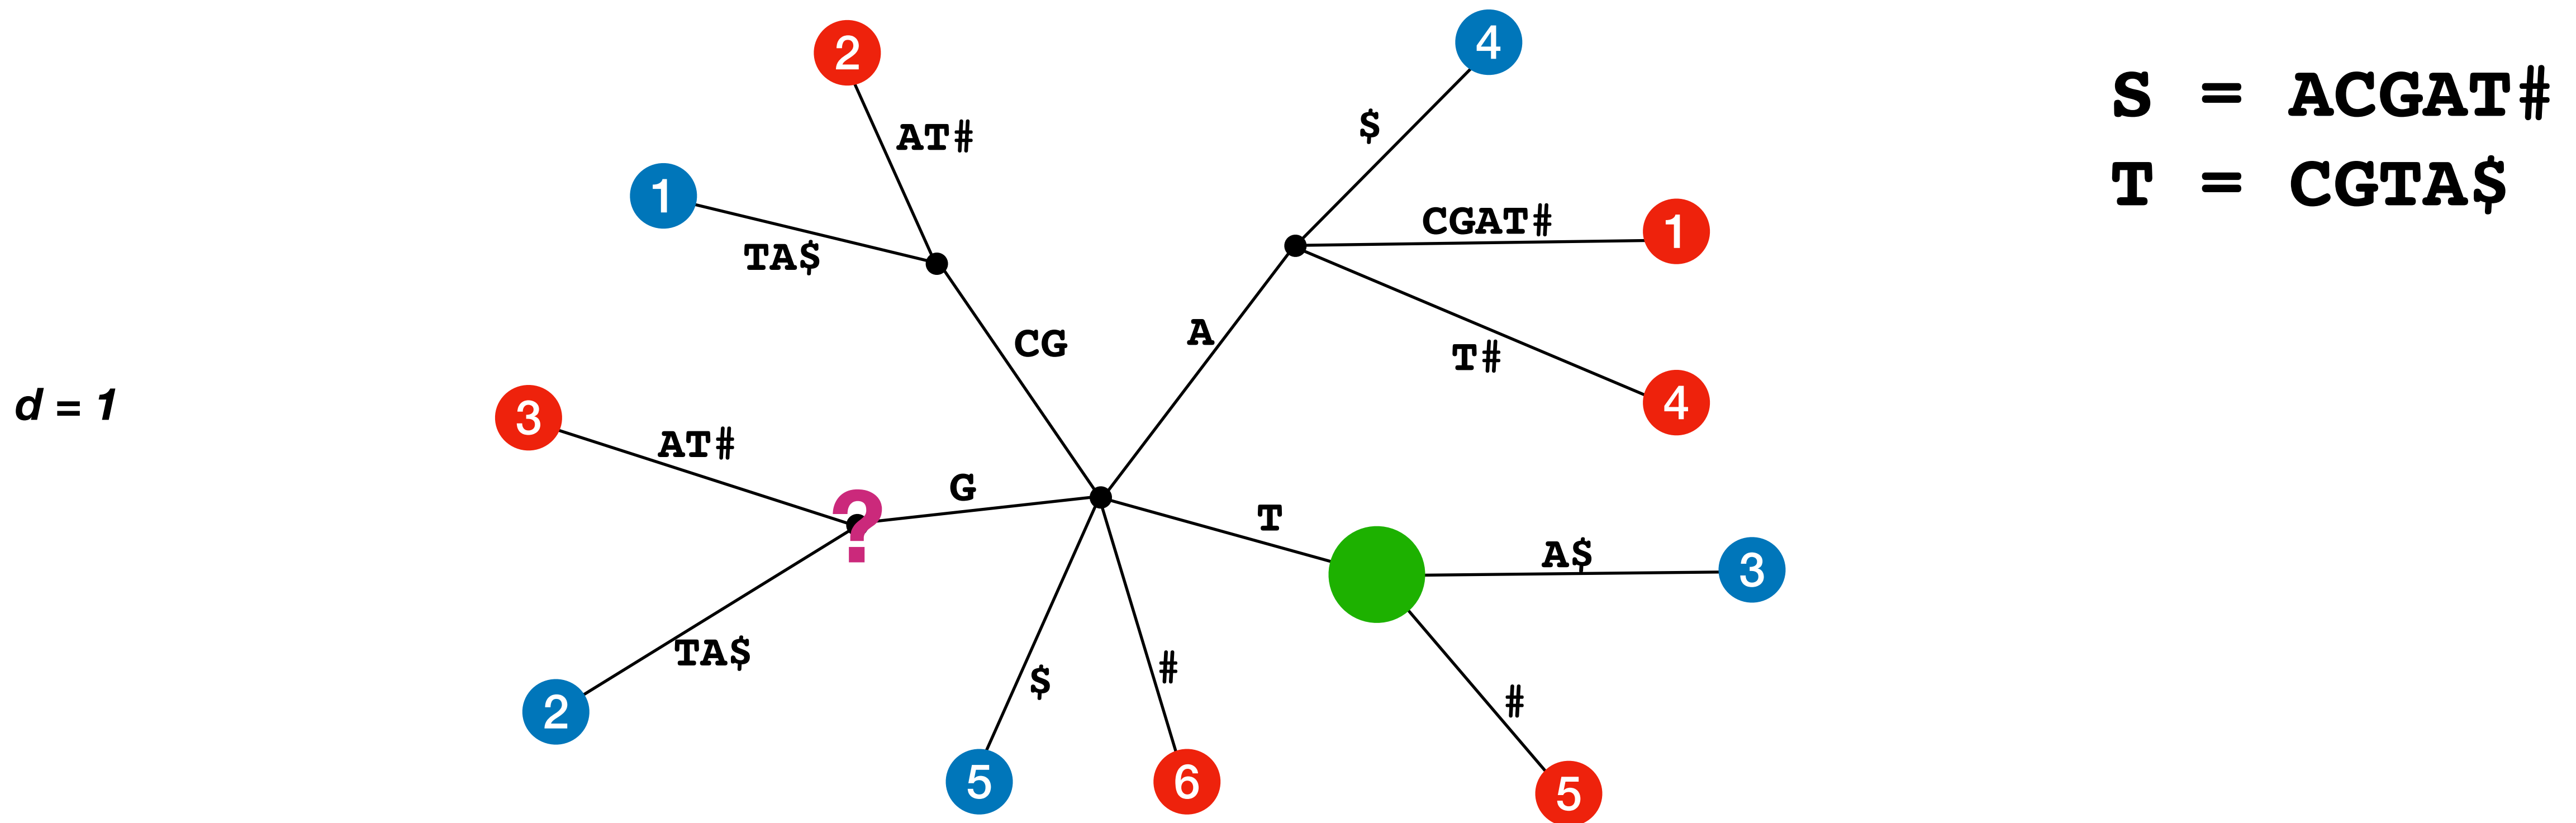 2
4
S = ACGAT#
AT#
$
T = CGTA$
1
CGAT#
1
TA$
CG
A
T#
d = 1
3
4
AT#
G
?
T
A$
3
TA$
$
#
#
2
5
6
5